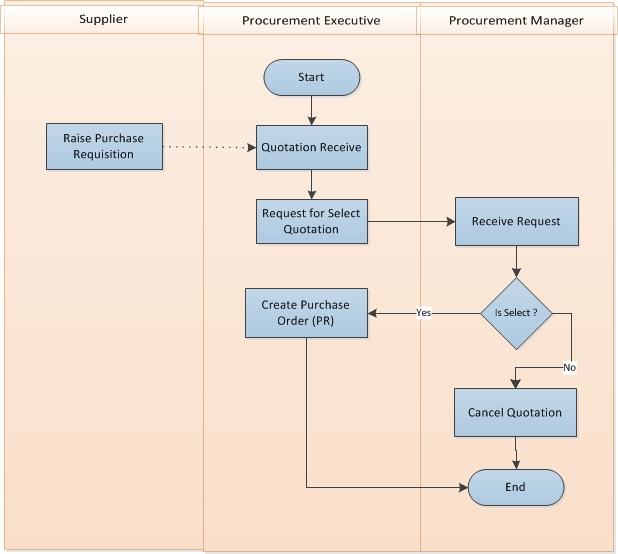 Supplier
Procurement Executive
Procurement Manager
Start
Raise Purchase
Requisition
Quotation Receive
Request for Select
Quotation
Receive Request
Create Purchase
Order (PR)
Yes
Is Select ?
No
Cancel Quotation
End